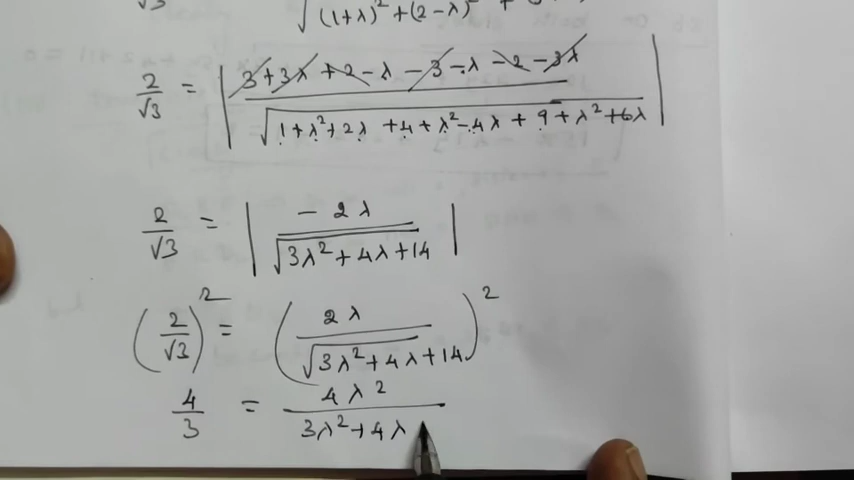 √3 √(1+λ)² + (2-λ)² +
2/√3 = | (3+3λ+2-λ-3-λ-2-3λ) / √(1+λ²+2λ+4+λ²-4λ+9+λ²+6λ) |
2/√3 = | -2λ / √(3λ²+4λ+14) |
(2/√3)² = (2λ / √(3λ²+4λ+14))²
4/3 = 4λ² / 3λ²+4λ